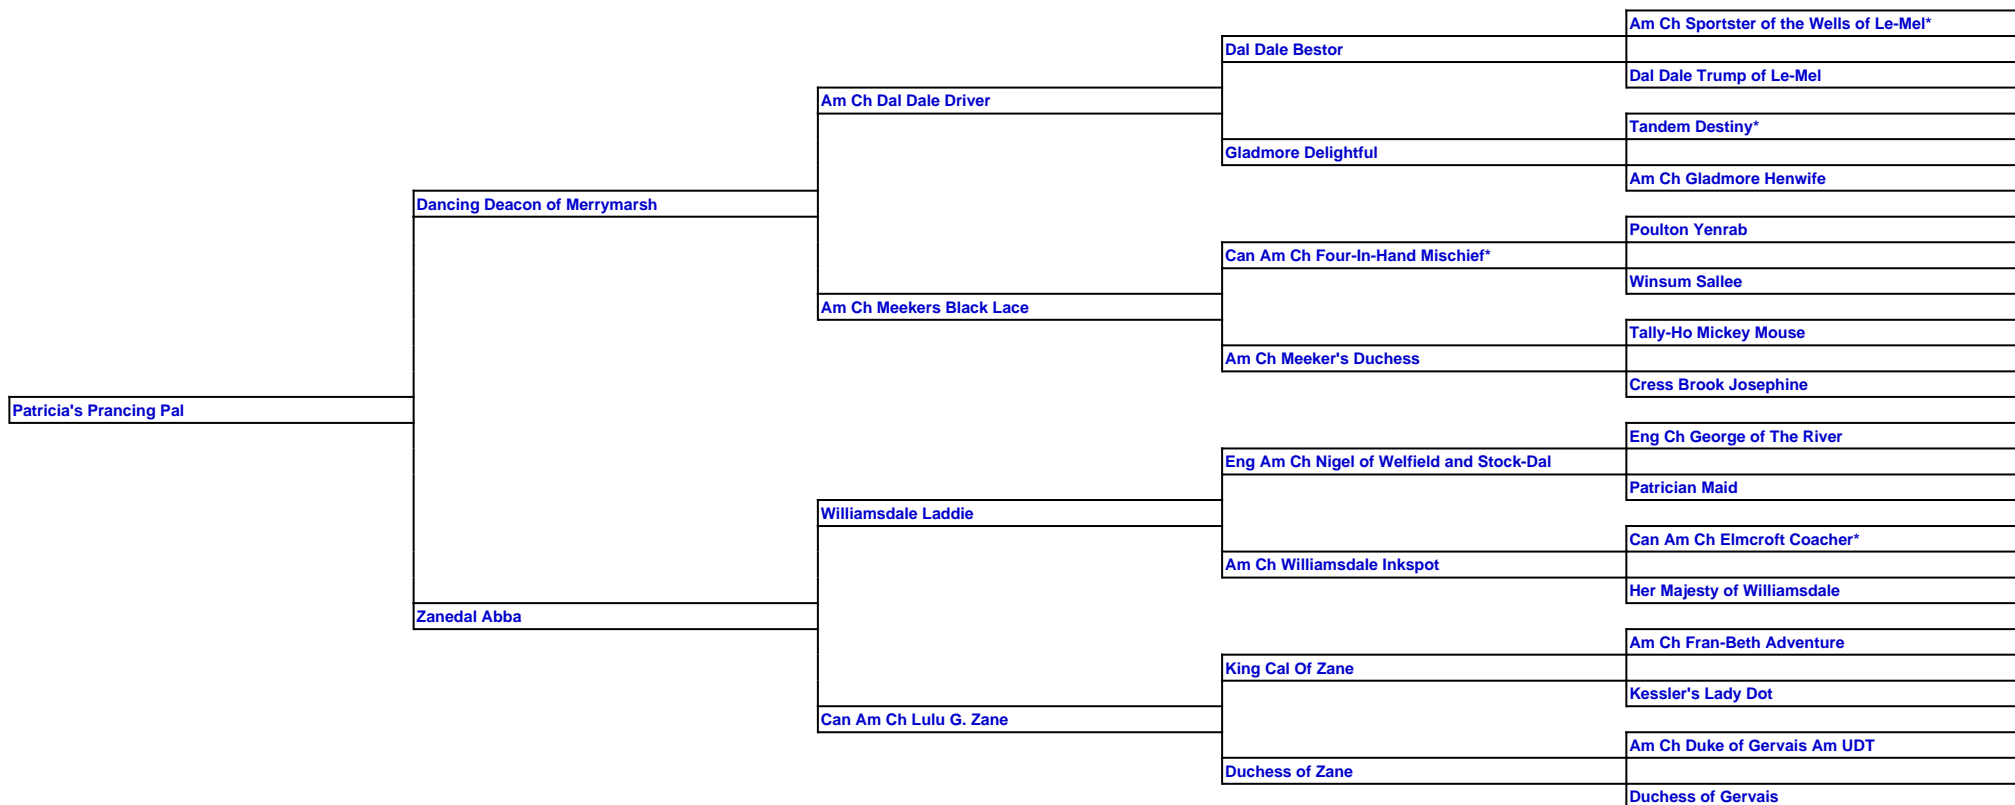 Am Ch Sportster of the Wells of Le-Mel*
Dal Dale Bestor
Dal Dale Trump of Le-Mel
Am Ch Dal Dale Driver
Tandem Destiny*
Gladmore Delightful
Am Ch Gladmore Henwife
Dancing Deacon of Merrymarsh
Poulton Yenrab
Can Am Ch Four-In-Hand Mischief*
Winsum Sallee
Am Ch Meekers Black Lace
Tally-Ho Mickey Mouse
Am Ch Meeker's Duchess
Cress Brook Josephine
Patricia's Prancing Pal
Eng Ch George of The River
Eng Am Ch Nigel of Welfield and Stock-Dal
Patrician Maid
Williamsdale Laddie
Can Am Ch Elmcroft Coacher*
Am Ch Williamsdale Inkspot
Her Majesty of Williamsdale
Zanedal Abba
Am Ch Fran-Beth Adventure
King Cal Of Zane
Kessler's Lady Dot
Can Am Ch Lulu G. Zane
Am Ch Duke of Gervais Am UDT
Duchess of Zane
Duchess of Gervais